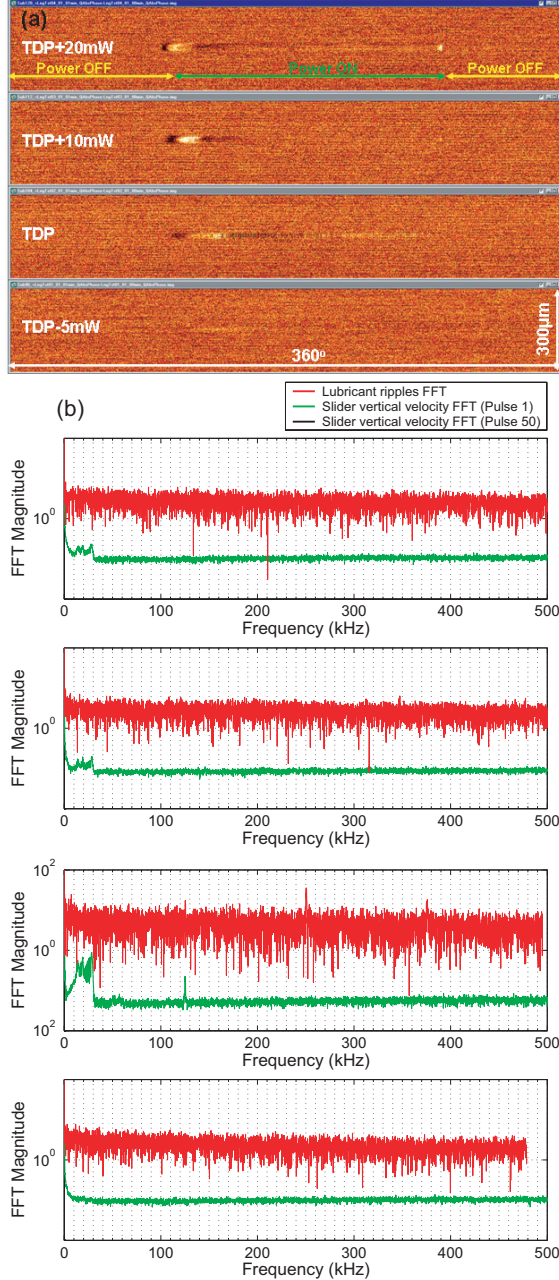 (a)
TDP+20mW
Power OFF
Power ON
Power OFF
TDP+10mW
TDP
TDP-5mW
360°
300µm
(b)
Lubricant ripples FFT
Slider vertical velocity FFT (Pulse 1)
Slider vertical velocity FFT (Pulse 50)
FFT Magnitude
10⁰
0 100 200 300 400 500
Frequency (kHz)
FFT Magnitude
10⁰
0 100 200 300 400 500
Frequency (kHz)
FFT Magnitude
10²
10⁰
10²
0 100 200 300 400 500
Frequency (kHz)
FFT Magnitude
10⁰
0 100 200 300 400 500
Frequency (kHz)